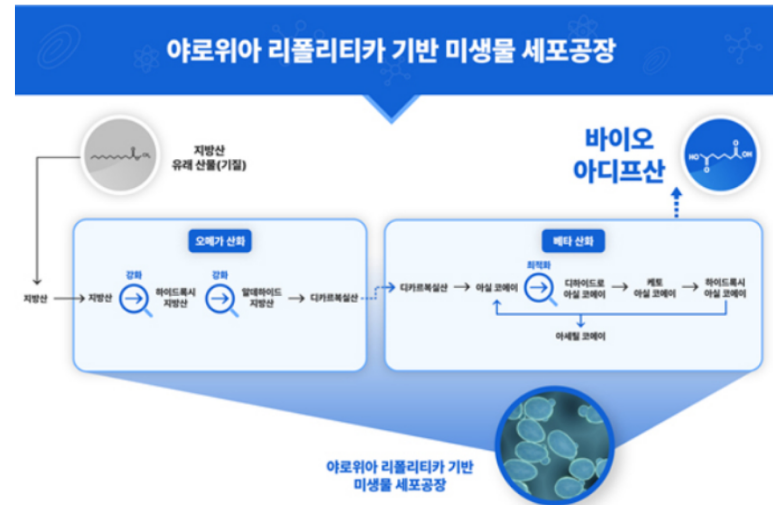 야로위아 리폴리티카 기반 미생물 세포공장
지방산
유래 산물(기질)
바이오
아디프산
HO
O
O
OH
오메가 산화
베타 산화
지방산
지방산
강화
하이드록시
지방산
강화
알데하이드
지방산
디카르복실산
디카르복실산
아실 코에이
최적화
디하이드로
아실 코에이
케토
아실 코에이
하이드록시
아실 코에이
아세틸 코에이
야로위아 리폴리티카 기반
미생물 세포공장